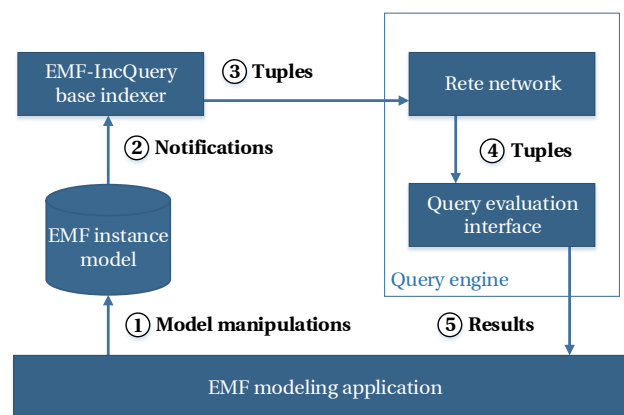 EMF-IncQuery
base indexer
③ Tuples
Rete network
② Notifications
④ Tuples
EMF instance
model
Query evaluation
interface
Query engine
① Model manipulations
⑤ Results
EMF modeling application